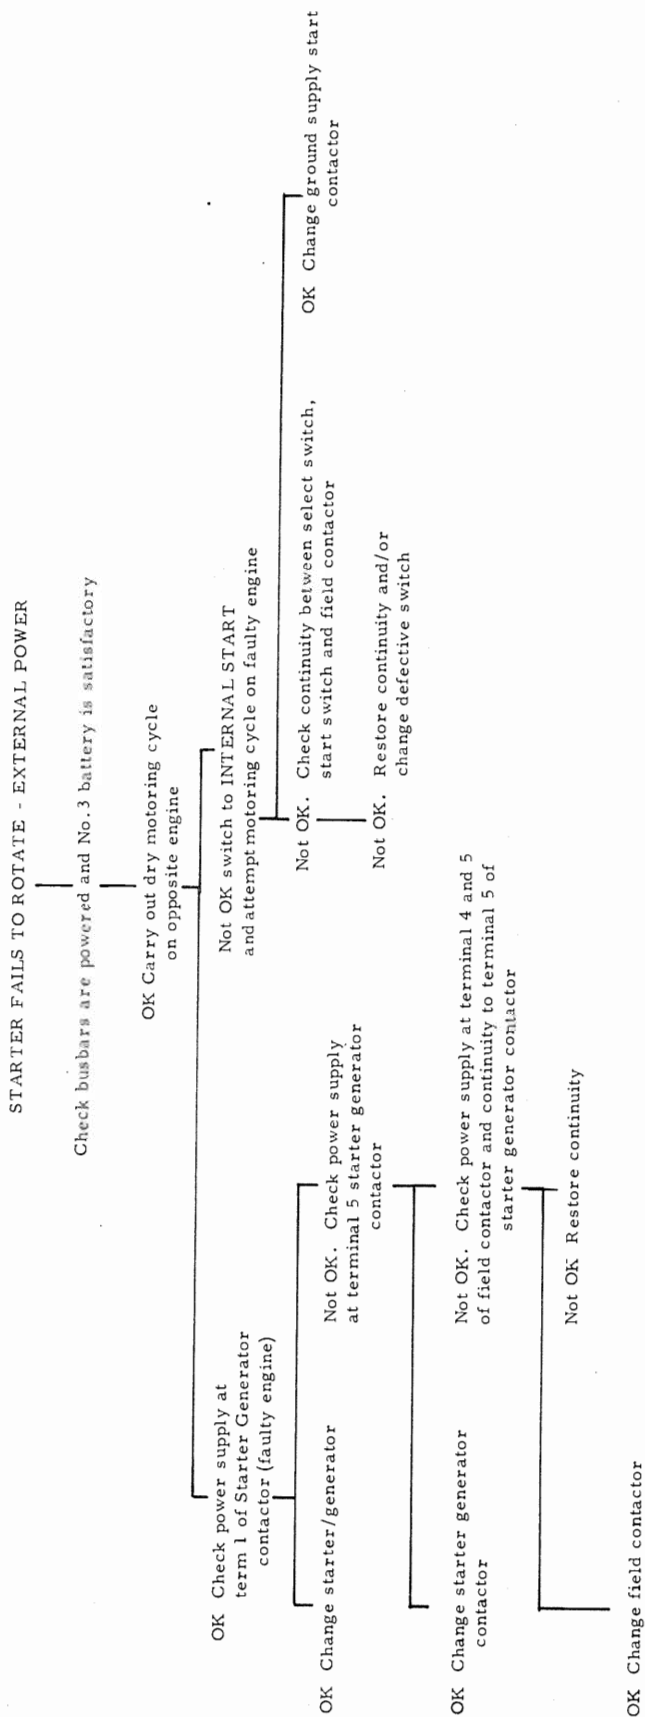 STARTER FAILS TO ROTATE - EXTERNAL POWER
Check busbars are powered and No.3 battery is satisfactory
OK Carry out dry motoring cycle
on opposite engine
OK Check power supply at
term 1 of Starter Generator
contactor (faulty engine)
Not OK switch to INTERNAL START
and attempt motoring cycle on faulty engine
OK Change starter/generator
Not OK. Check power supply
at terminal 5 starter generator
contactor
Not OK. Check continuity between select switch,
start switch and field contactor
OK Change ground supply start
contactor
Not OK. Restore continuity and/or
change defective switch
OK Change starter generator
contactor
Not OK. Check power supply at terminal 4 and 5
of field contactor and continuity to terminal 5 of
starter generator contactor
Not OK Restore continuity
OK Change field contactor